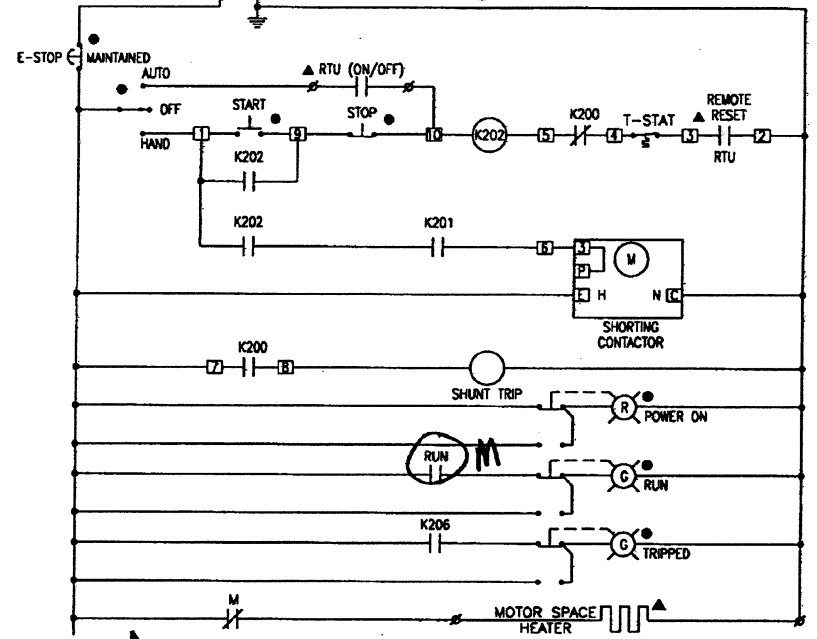 E-STOP MAINTAINED
AUTO
RTU (ON/OFF)
OFF
HAND
1
START
9
STOP
10
K202
5
K200
4
T-STAT
3
REMOTE
RESET
RTU
2
K202
K202
K201
6
3
P
M
E H N C
SHORTING
CONTACTOR
7
K200
8
SHUNT TRIP
R
POWER ON
RUN
M
G
RUN
K206
G
TRIPPED
M
MOTOR SPACE
HEATER